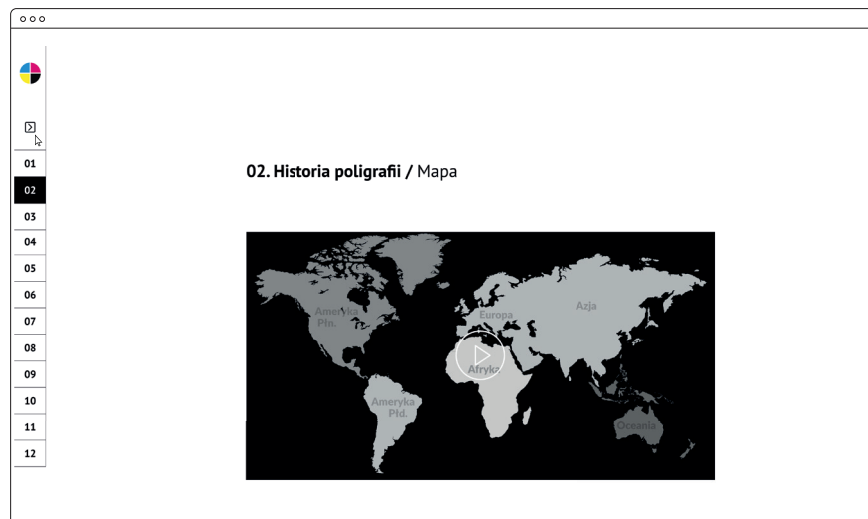 01
02
03
04
05
06
07
08
09
10
11
12
02. Historia poligrafii / Mapa
Ameryka
Płn.
Europa
Azja
Afryka
Ameryka
Płd.
Oceania